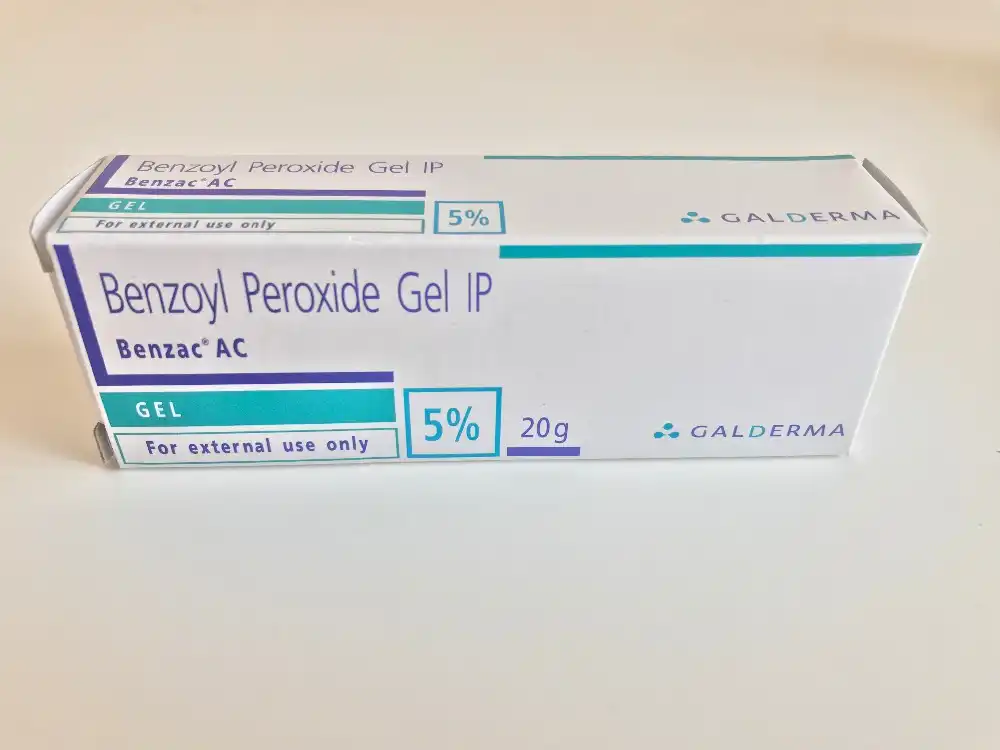 Benzoyl Peroxide Gel IP
Benzac® AC
GEL
For external use only
5%
GALDERMA
Benzoyl Peroxide Gel IP
Benzac® AC
GEL
For external use only
5%
20g
GALDERMA